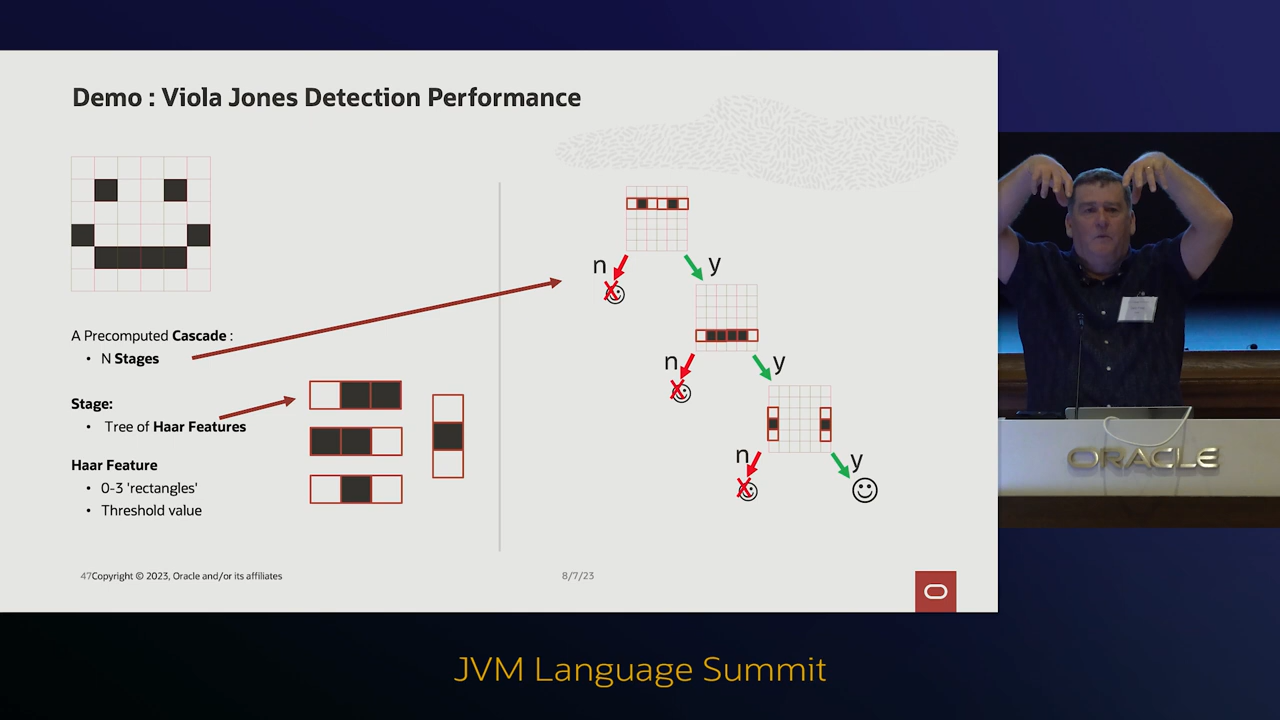 Demo : Viola Jones Detection Performance
A Precomputed Cascade :
• N Stages
Stage:
• Tree of Haar Features
Haar Feature
• 0-3 'rectangles'
• Threshold value
n
y
n
y
n
y
47Copyright © 2023, Oracle and/or its affiliates
8/7/23
ORACLE
JVM Language Summit